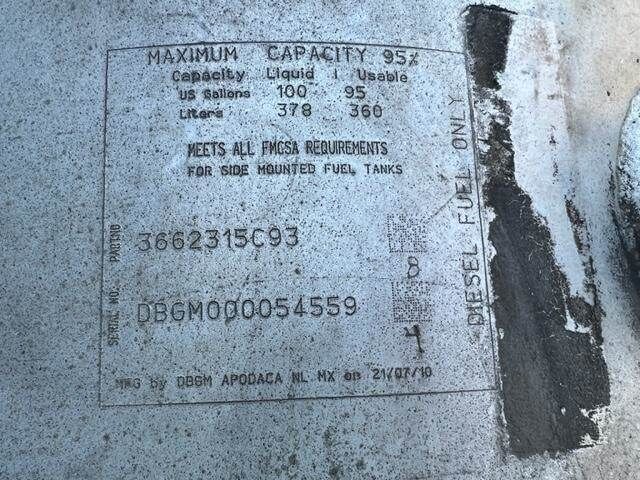 MAXIMUM CAPACITY 95%
Capacity Liquid | Usable
US Gallons 100 95
Liters 378 360
MEETS ALL FMCSA REQUIREMENTS
FOR SIDE MOUNTED FUEL TANKS
PARTNO 3662315C93
8
SERIAL NO. DBGM000054559
4
MFG by DBGM APODACA NL MX on 21/07/10
DIESEL FUEL ONLY